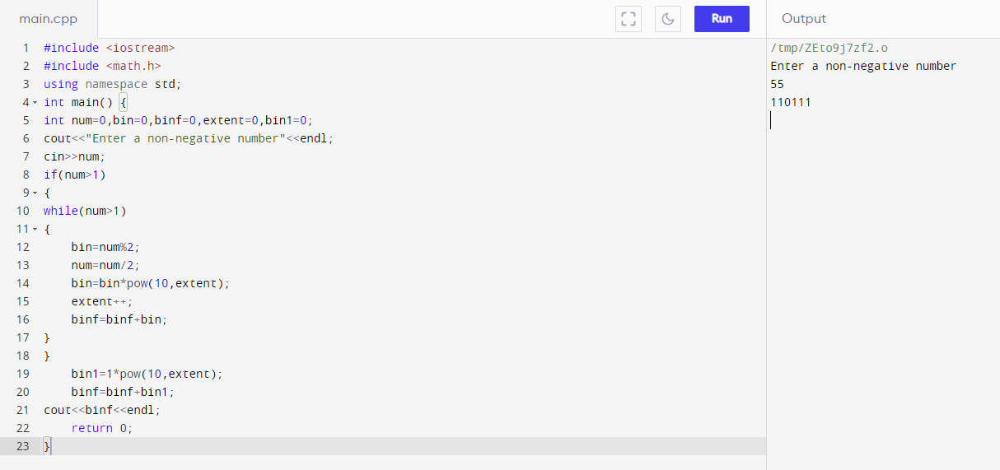 main.cpp
Run
Output
1 #include <iostream>
2 #include <math.h>
3 using namespace std;
4 int main() {
5 int num=0,bin=0,binf=0,extent=0,bin1=0;
6 cout<<"Enter a non-negative number"<<endl;
7 cin>>num;
8 if(num>1)
9 {
10 while(num>1)
11 {
12     bin=num%2;
13     num=num/2;
14     bin=bin*pow(10,extent);
15     extent++;
16     binf=binf+bin;
17 }
18 }
19     bin1=1*pow(10,extent);
20     binf=binf+bin1;
21 cout<<binf<<endl;
22     return 0;
23 }
/tmp/ZEto9j7zf2.o
Enter a non-negative number
55
110111